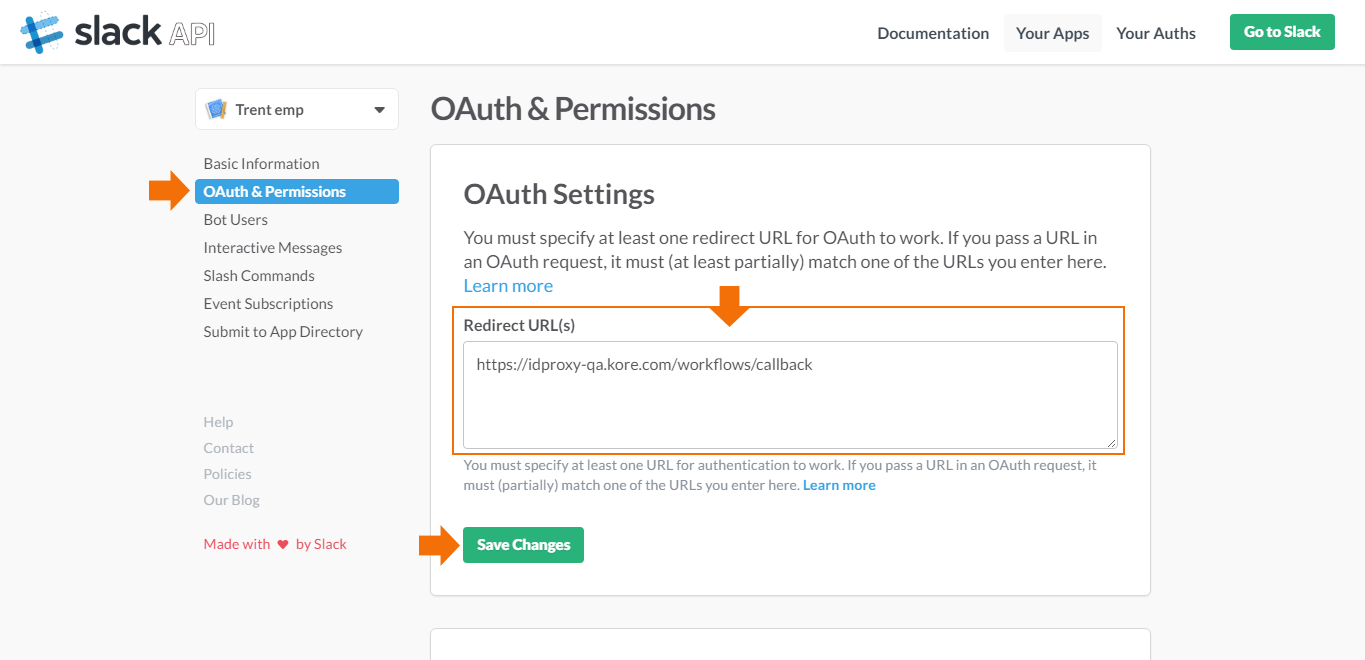 slack API
Documentation
Your Apps
Your Auths
Go to Slack
Trent emp
Basic Information
OAuth & Permissions
Bot Users
Interactive Messages
Slash Commands
Event Subscriptions
Submit to App Directory
Help
Contact
Policies
Our Blog
Made with ❤ by Slack
OAuth & Permissions
OAuth Settings
You must specify at least one redirect URL for OAuth to work. If you pass a URL in
an OAuth request, it must (at least partially) match one of the URLs you enter here.
Learn more
Redirect URL(s)
https://idproxy-qa.kore.com/workflows/callback
You must specify at least one URL for authentication to work. If you pass a URL in an OAuth request, it
must (partially) match one of the URLs you enter here. Learn more
Save Changes